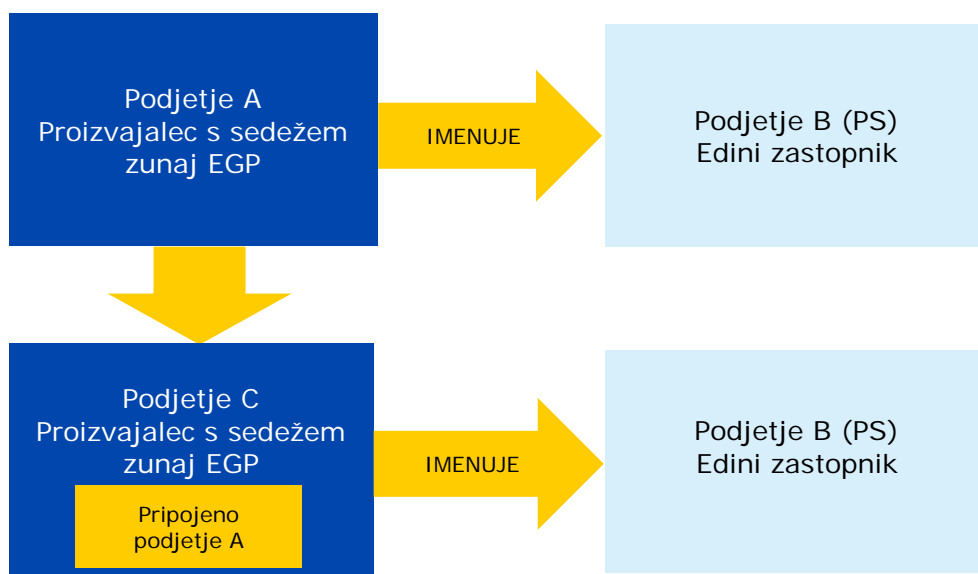 Podjetje A
Proizvajalec s sedežem
zunaj EGP
IMENUJE
Podjetje B (PS)
Edini zastopnik
Podjetje C
Proizvajalec s sedežem
zunaj EGP
Pripojeno
podjetje A
IMENUJE
Podjetje B (PS)
Edini zastopnik